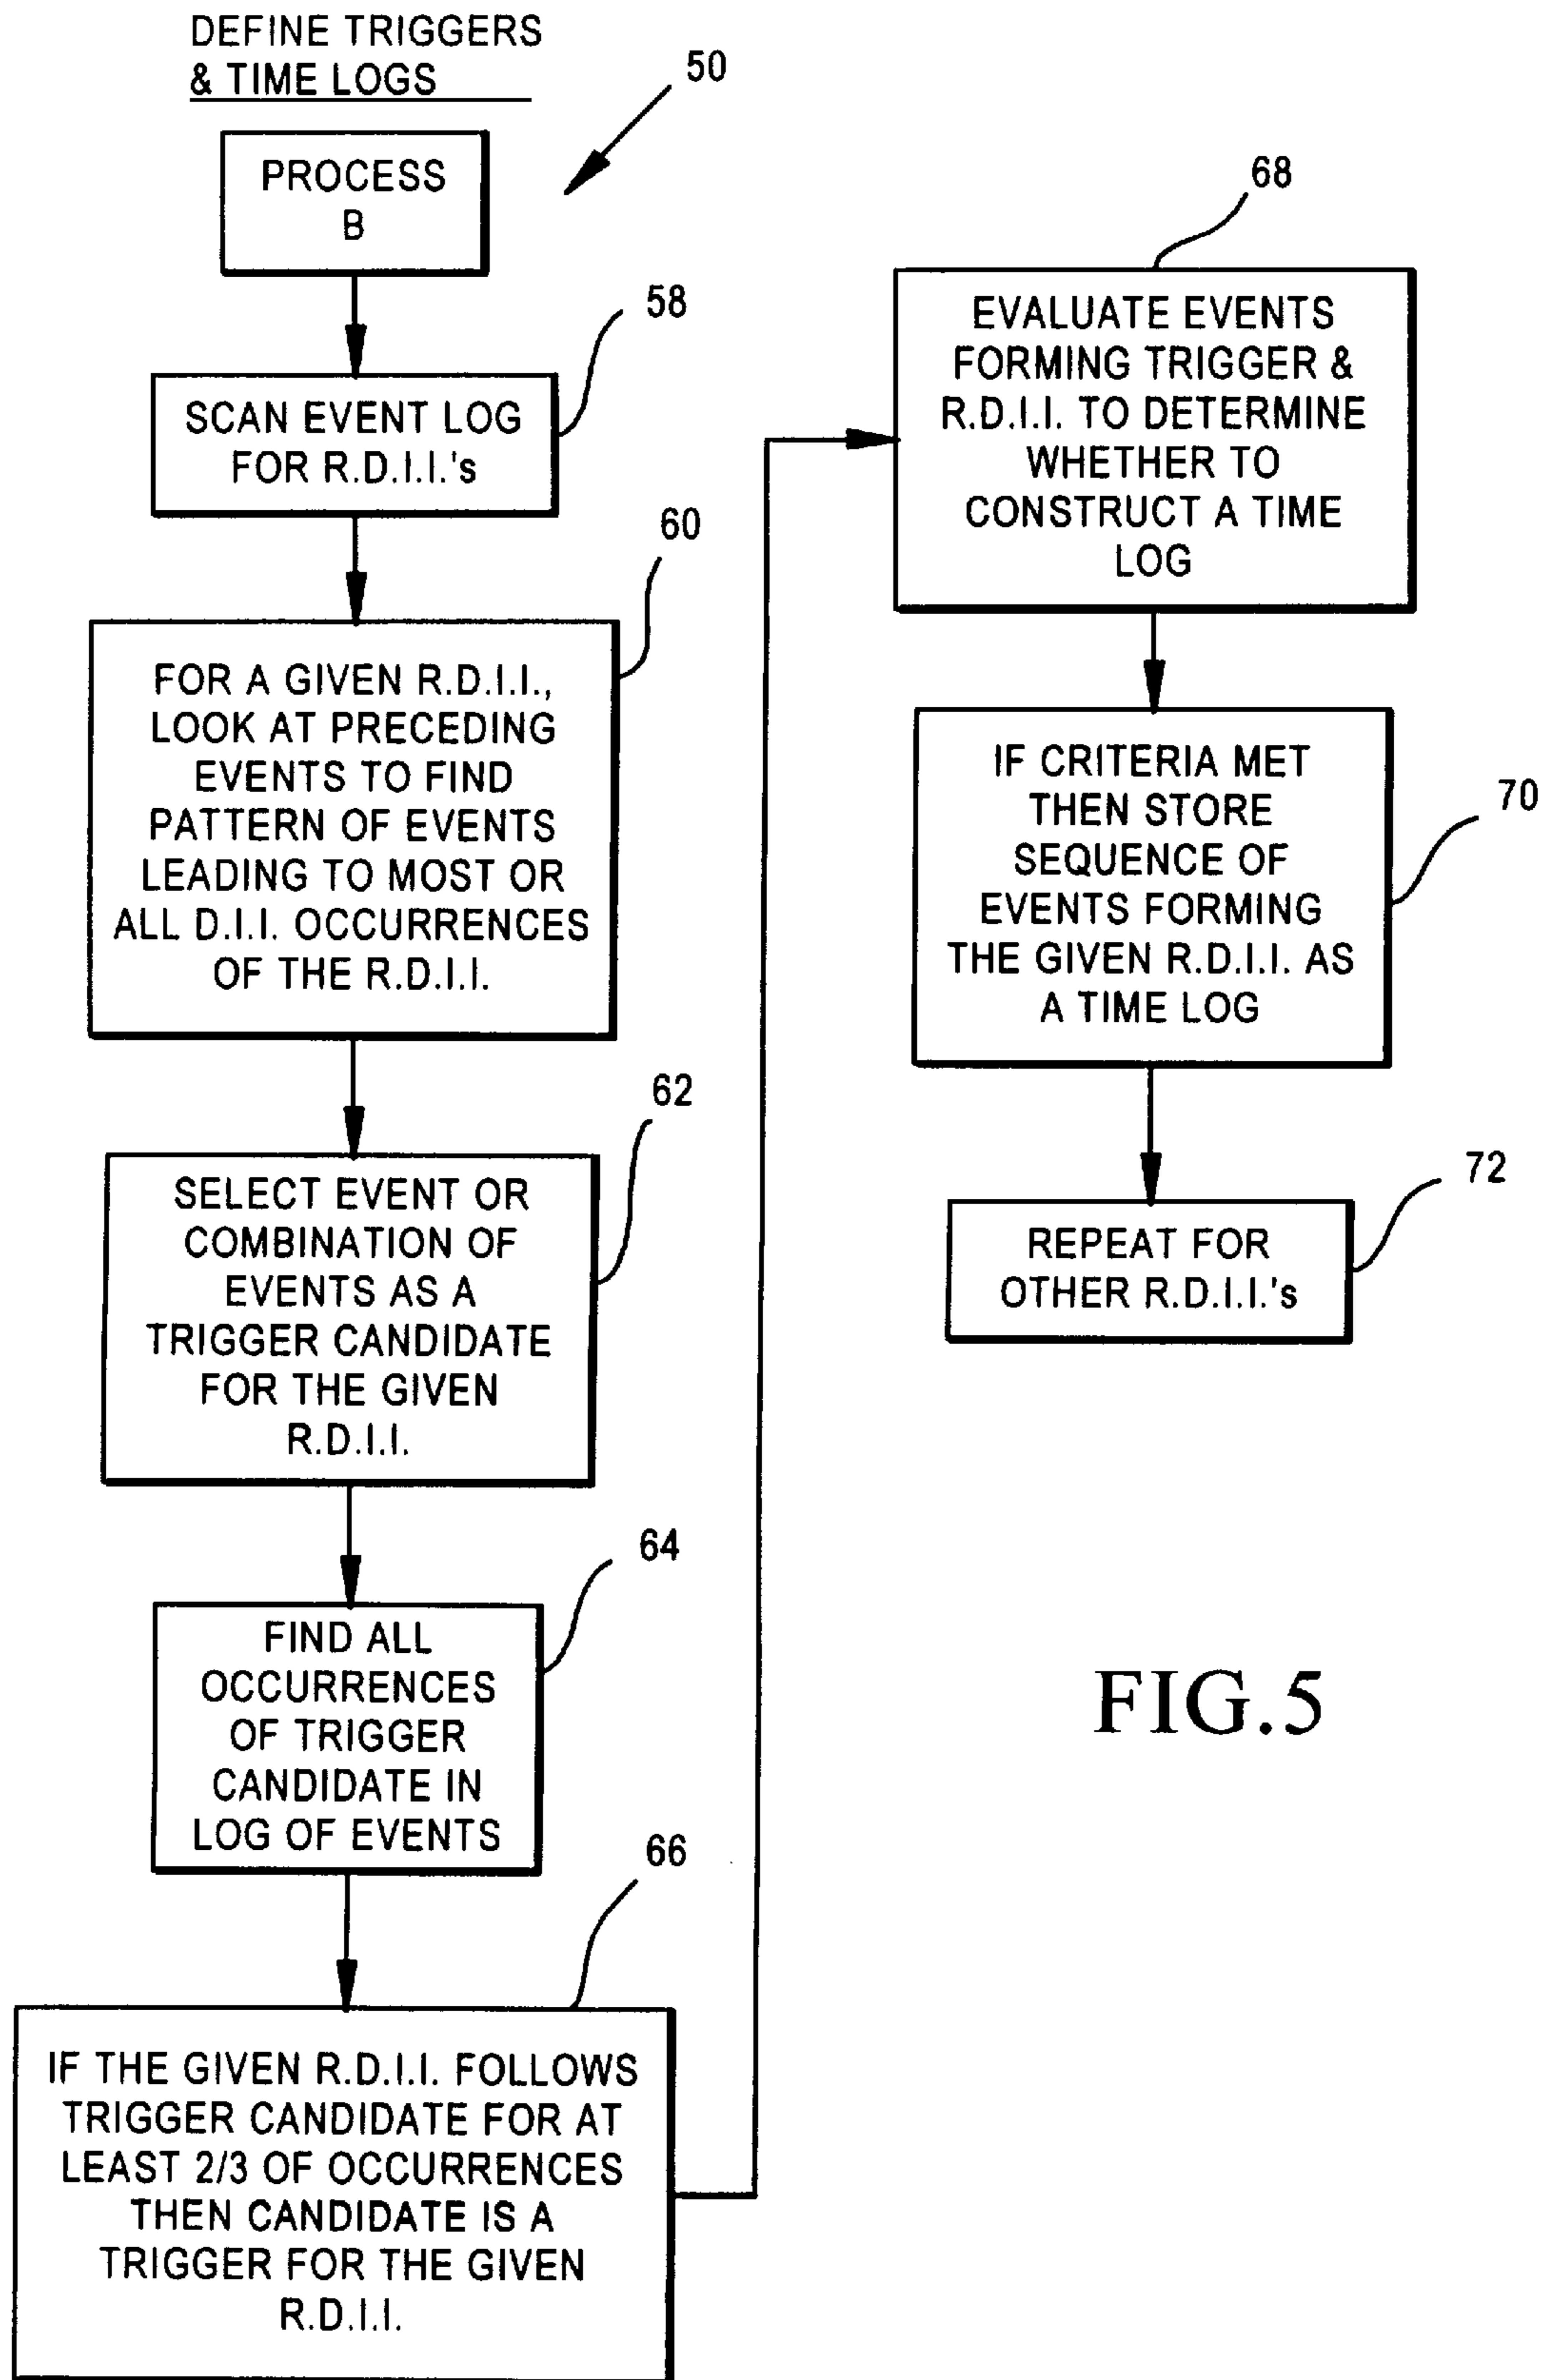 DEFINE TRIGGERS
& TIME LOGS
50
PROCESS
B
58
SCAN EVENT LOG
FOR R.D.I.I.'s
60
FOR A GIVEN R.D.I.I.,
LOOK AT PRECEDING
EVENTS TO FIND
PATTERN OF EVENTS
LEADING TO MOST OR
ALL D.I.I. OCCURRENCES
OF THE R.D.I.I.
62
SELECT EVENT OR
COMBINATION OF
EVENTS AS A
TRIGGER CANDIDATE
FOR THE GIVEN
R.D.I.I.
64
FIND ALL
OCCURRENCES
OF TRIGGER
CANDIDATE IN
LOG OF EVENTS
66
IF THE GIVEN R.D.I.I. FOLLOWS
TRIGGER CANDIDATE FOR AT
LEAST 2/3 OF OCCURRENCES
THEN CANDIDATE IS A
TRIGGER FOR THE GIVEN
R.D.I.I.
68
EVALUATE EVENTS
FORMING TRIGGER &
R.D.I.I. TO DETERMINE
WHETHER TO
CONSTRUCT A TIME
LOG
70
IF CRITERIA MET
THEN STORE
SEQUENCE OF
EVENTS FORMING
THE GIVEN R.D.I.I. AS
A TIME LOG
72
REPEAT FOR
OTHER R.D.I.I.'s
FIG.5